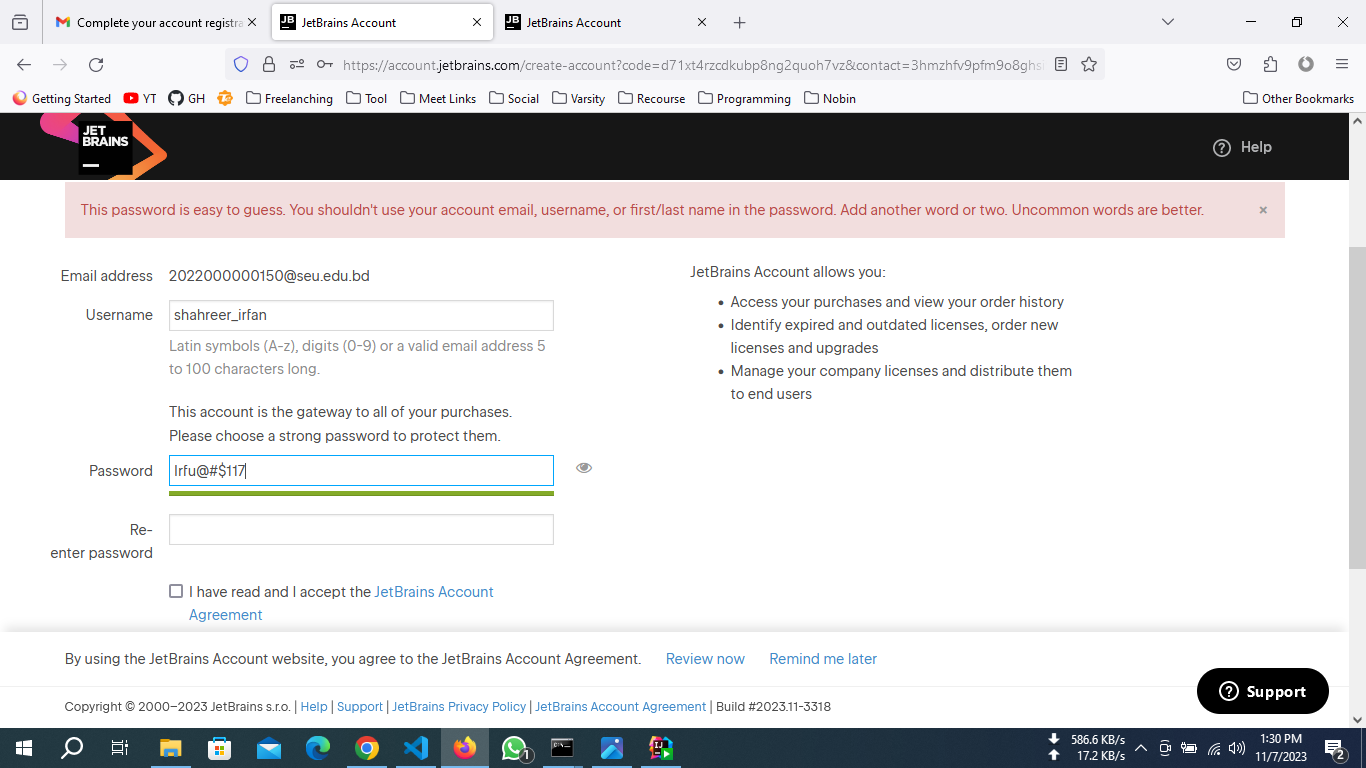 Complete your account registra
JetBrains Account
JetBrains Account
https://account.jetbrains.com/create-account?code=d71xt4rzcdkubp8ng2quoh7vz&contact=3hmzhfv9pfm9o8ghs
Getting Started
YT
GH
Freelanching
Tool
Meet Links
Social
Varsity
Recourse
Programming
Nobin
Other Bookmarks
JET
BRAINS
Help
This password is easy to guess. You shouldn't use your account email, username, or first/last name in the password. Add another word or two. Uncommon words are better.
Email address
2022000000150@seu.edu.bd
Username
shahreer_irfan
Latin symbols (A-z), digits (0-9) or a valid email address 5
to 100 characters long.
This account is the gateway to all of your purchases.
Please choose a strong password to protect them.
Password
Irfu@#$117
Re-
enter password
I have read and I accept the JetBrains Account
Agreement
JetBrains Account allows you:
• Access your purchases and view your order history
• Identify expired and outdated licenses, order new
licenses and upgrades
• Manage your company licenses and distribute them
to end users
By using the JetBrains Account website, you agree to the JetBrains Account Agreement. Review now Remind me later
Copyright © 2000–2023 JetBrains s.r.o. | Help | Support | JetBrains Privacy Policy | JetBrains Account Agreement | Build #2023.11-3318
Support
1
586.6 KB/s
17.2 KB/s
1:30 PM
11/7/2023
2